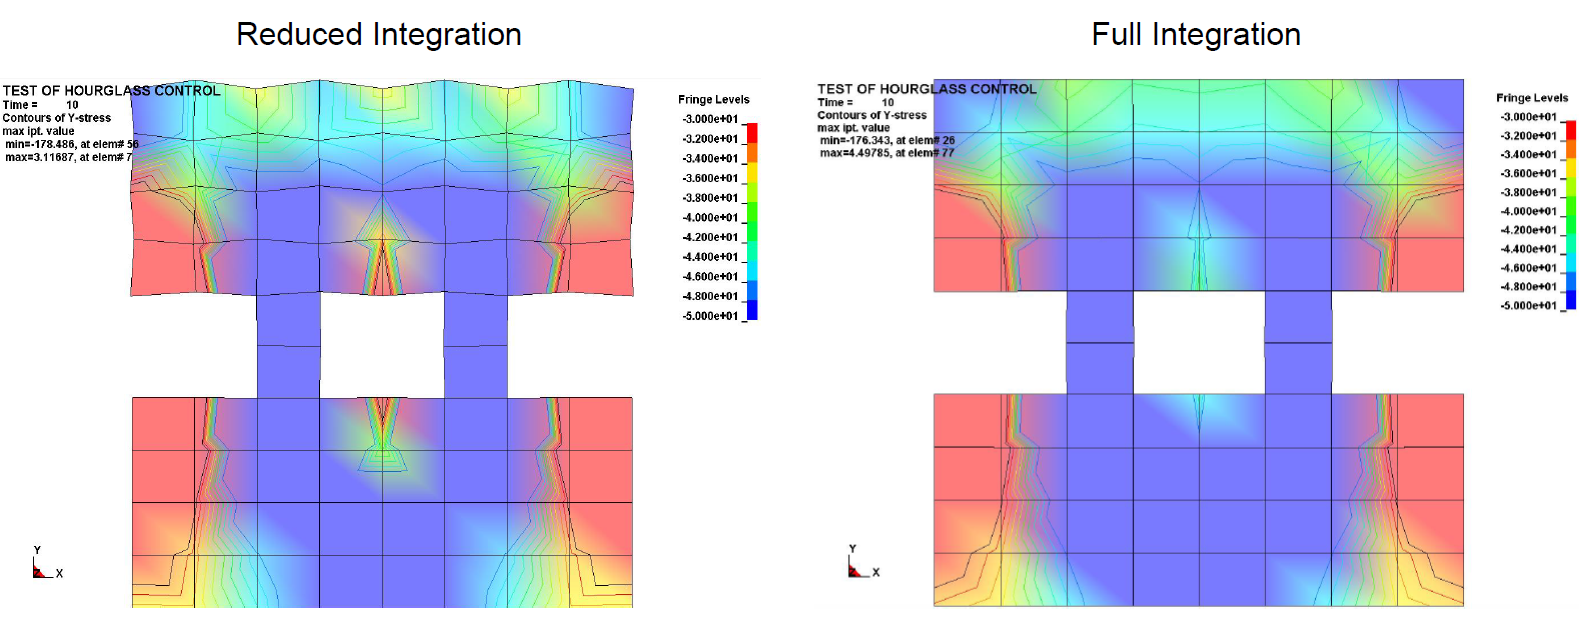 Reduced Integration
TEST OF HOURGLASS CONTROL
Time =         10
Contours of Y-stress
max ipt. value
min=-178.486, at elem# 56
max=3.11687, at elem# 7
Fringe Levels
-3.000e+01
-3.200e+01
-3.400e+01
-3.600e+01
-3.800e+01
-4.000e+01
-4.200e+01
-4.400e+01
-4.600e+01
-4.800e+01
-5.000e+01
Y
X
Full Integration
TEST OF HOURGLASS CONTROL
Time =         10
Contours of Y-stress
max ipt. value
min=-176.343, at elem# 26
max=4.49785, at elem# 77
Fringe Levels
-3.000e+01
-3.200e+01
-3.400e+01
-3.600e+01
-3.800e+01
-4.000e+01
-4.200e+01
-4.400e+01
-4.600e+01
-4.800e+01
-5.000e+01
Y
X